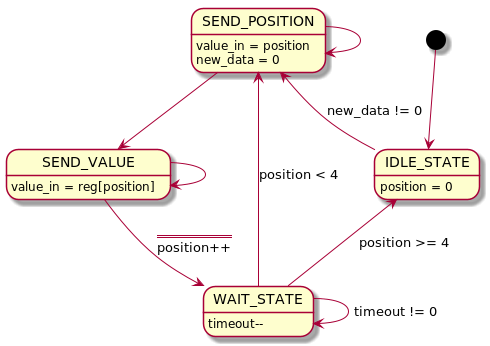 SEND_POSITION
value_in = position
new_data = 0
new_data != 0
SEND_VALUE
value_in = reg[position]
IDLE_STATE
position = 0
position < 4
position++
position >= 4
WAIT_STATE
timeout--
timeout != 0